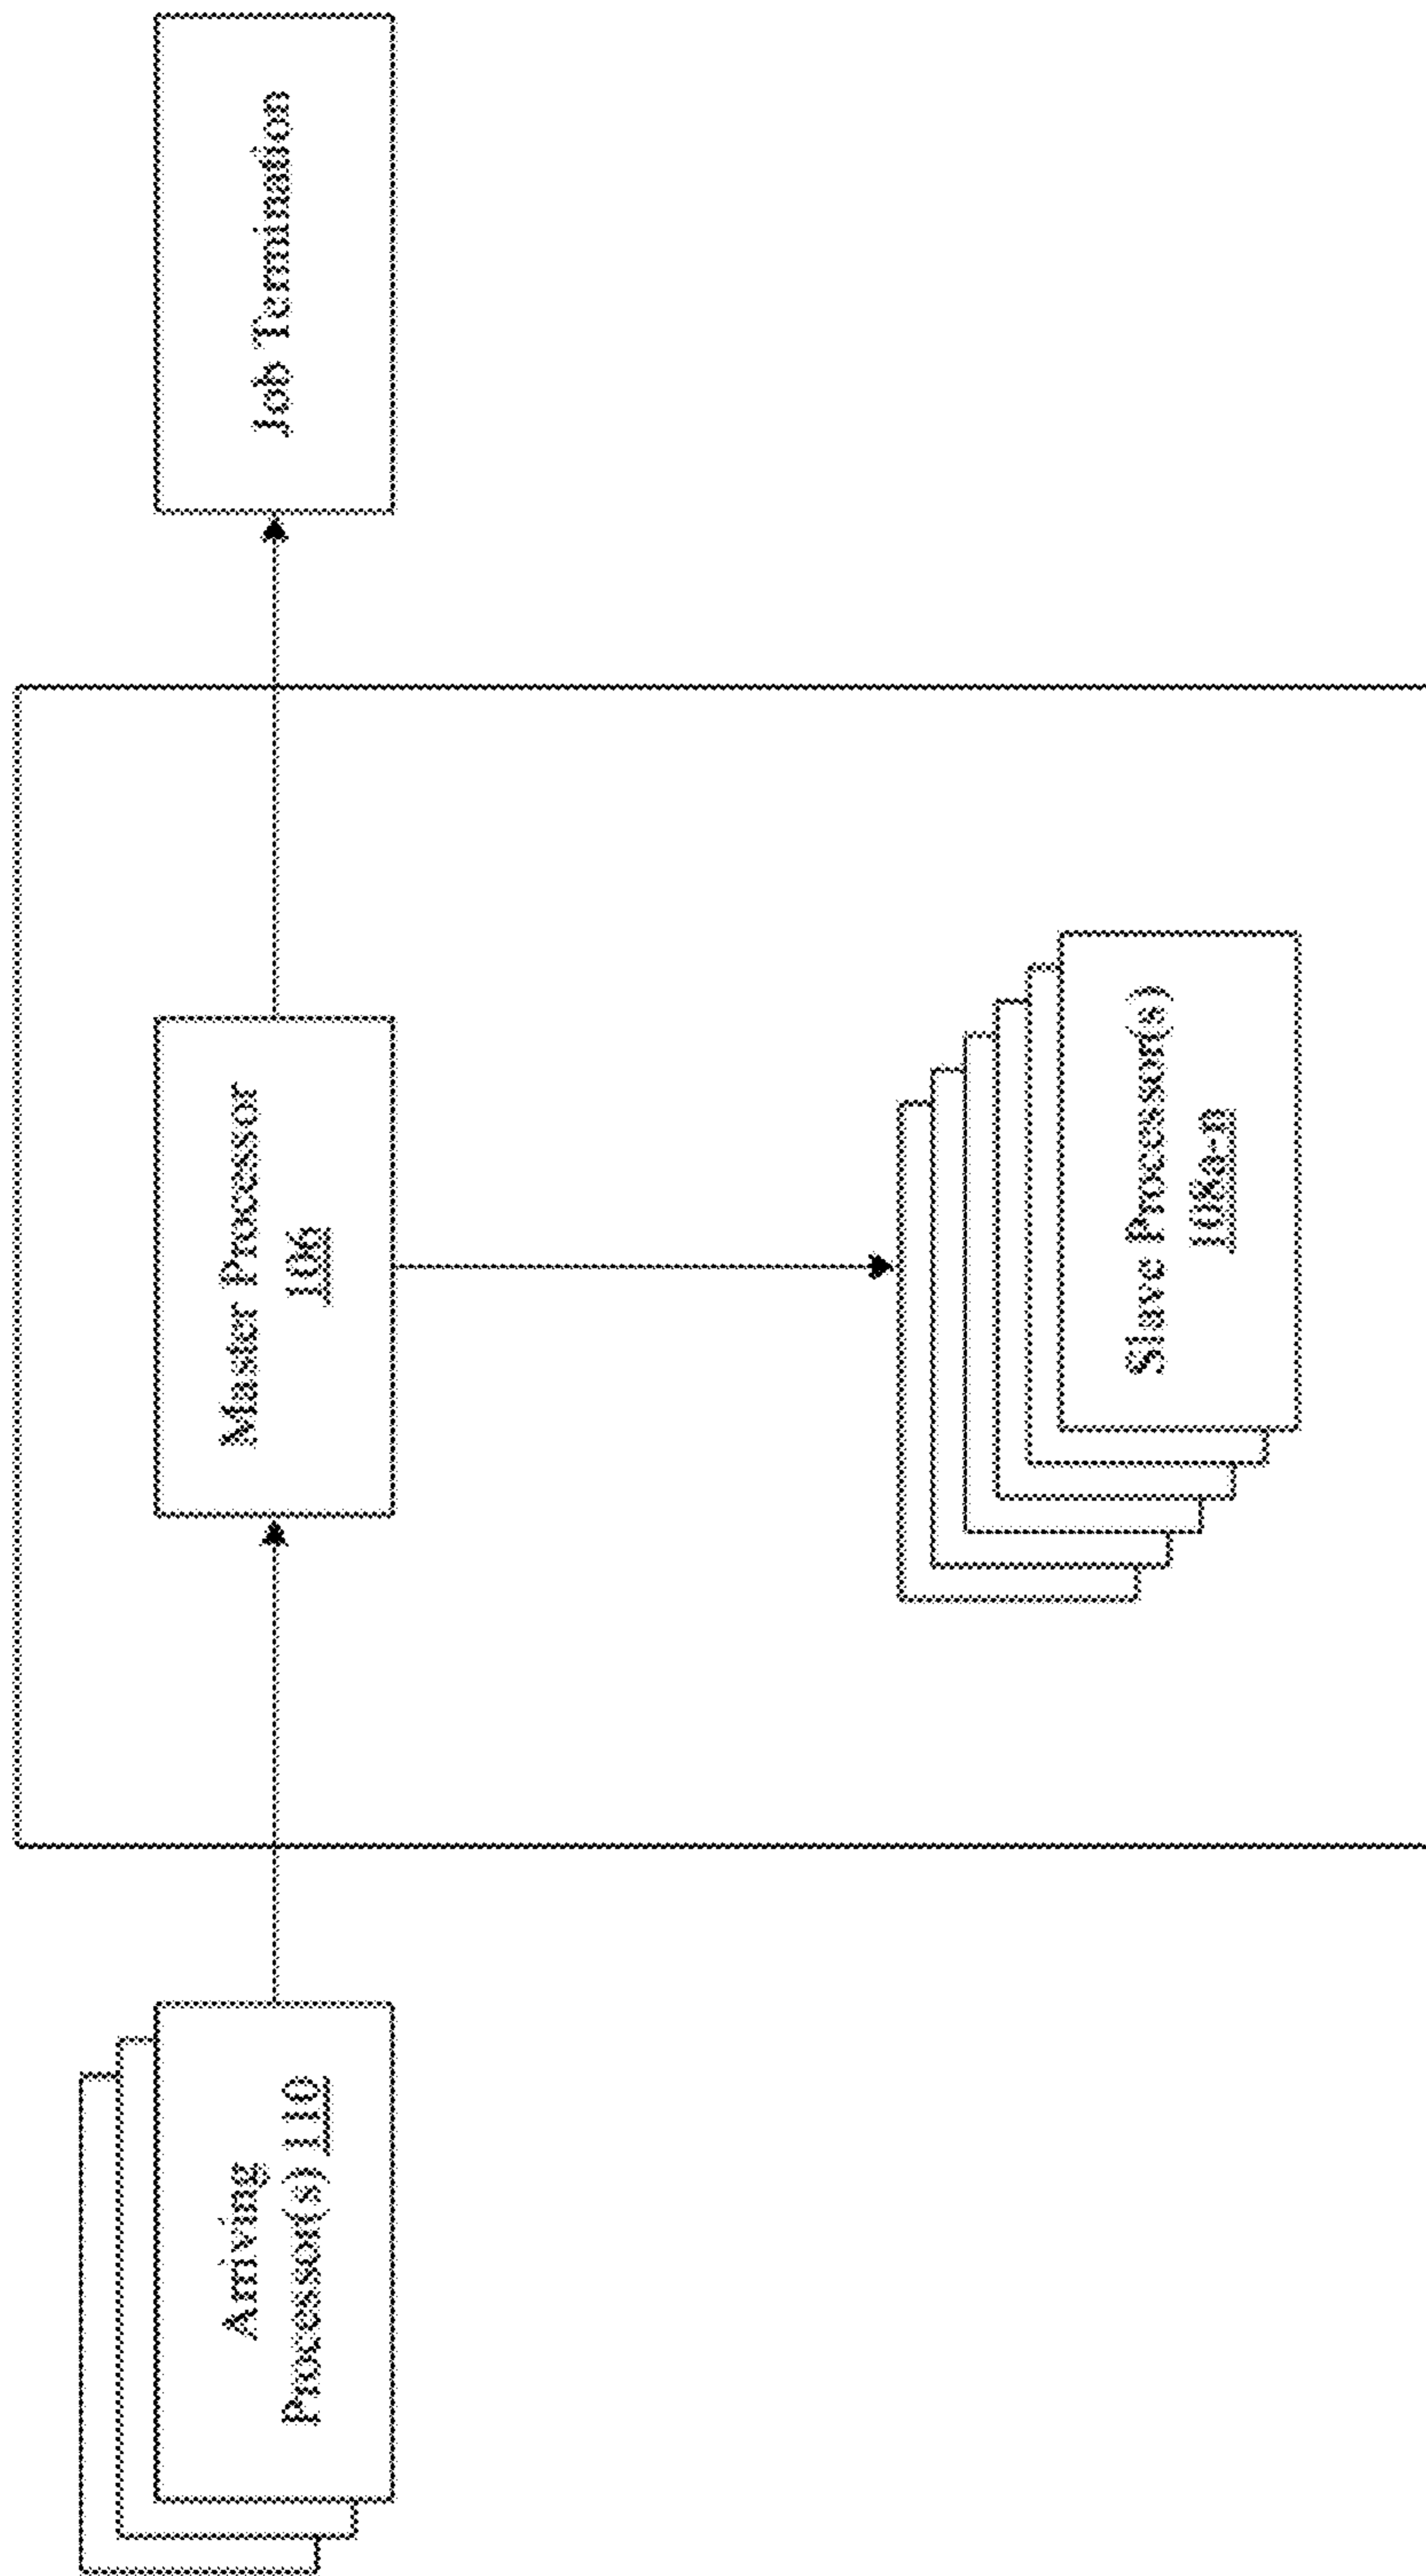 Arriving
Processor(s) 110
Master Processor
106
Job Termination
Slave Processor(s)
108a-n